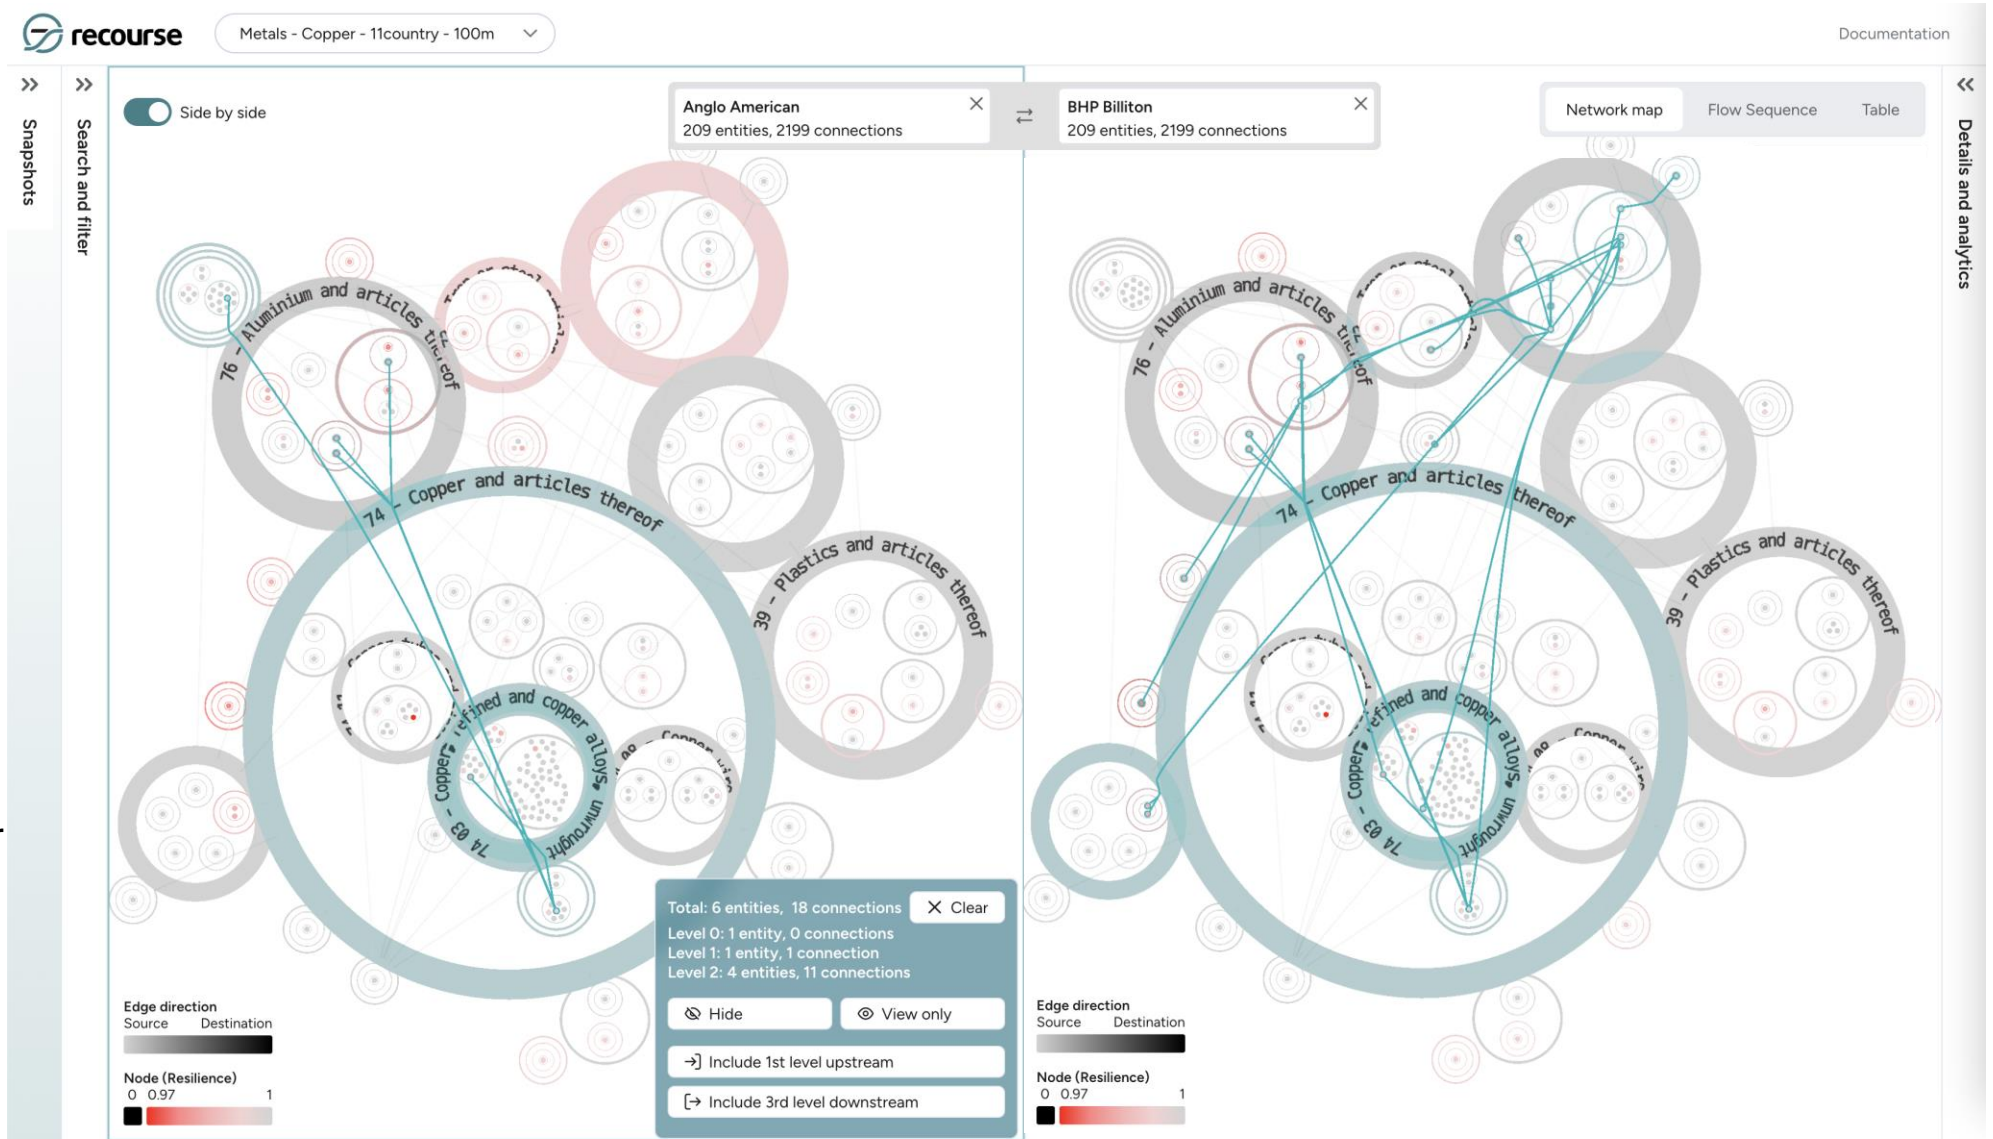 recourse
Metals - Copper - 11country - 100m
Documentation
Snapshots
Search and filter
Side by side
Anglo American
209 entities, 2199 connections
BHP Billiton
209 entities, 2199 connections
Network map
Flow Sequence
Table
Details and analytics
76 - Aluminium and articles thereof
74 - Copper and articles thereof
39 - Plastics and articles thereof
74 03 - Copper, refined and copper alloys, unwrought
Total: 6 entities, 18 connections
Clear
Level 0: 1 entity, 0 connections
Level 1: 1 entity, 1 connection
Level 2: 4 entities, 11 connections
Hide
View only
Include 1st level upstream
Include 3rd level downstream
Edge direction
Source Destination
Node (Resilience)
0 0.97 1
76 - Aluminium and articles thereof
74 - Copper and articles thereof
39 - Plastics and articles thereof
74 03 - Copper, refined and copper alloys, unwrought
Edge direction
Source Destination
Node (Resilience)
0 0.97 1